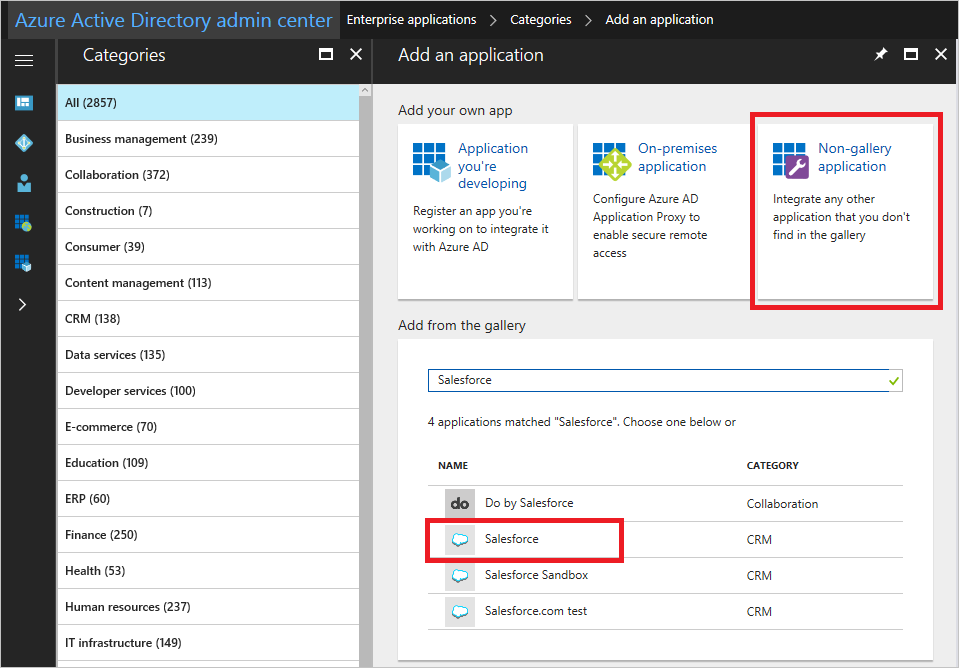 Azure Active Directory admin center Enterprise applications > Categories > Add an application
Categories
All (2857)
Business management (239)
Collaboration (372)
Construction (7)
Consumer (39)
Content management (113)
CRM (138)
Data services (135)
Developer services (100)
E-commerce (70)
Education (109)
ERP (60)
Finance (250)
Health (53)
Human resources (237)
IT infrastructure (149)
Add an application
Add your own app
Application
you're
developing
Register an app you're
working on to integrate it
with Azure AD
On-premises
application
Configure Azure AD
Application Proxy to
enable secure remote
access
Non-gallery
application
Integrate any other
application that you don't
find in the gallery
Add from the gallery
Salesforce
4 applications matched "Salesforce". Choose one below or
NAME CATEGORY
do Do by Salesforce Collaboration
Salesforce CRM
Salesforce Sandbox CRM
Salesforce.com test CRM